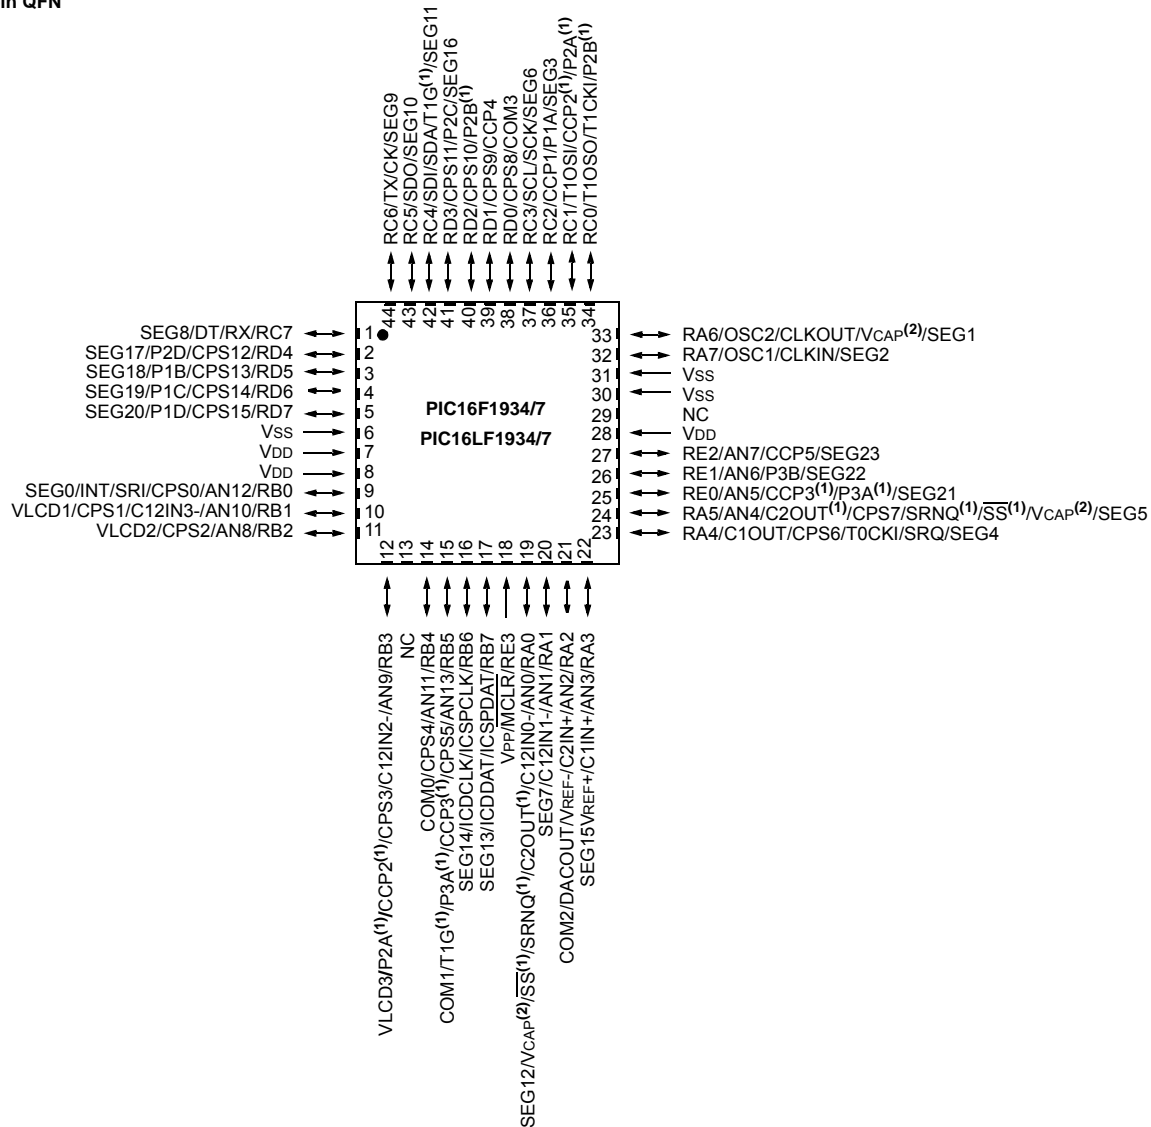 in QFN
RC6/TX/CK/SEG9
RC5/SDO/SEG10
RC4/SDI/SDA/T1G(1)/SEG11
RD3/CPS11/P2C/SEG16
RD2/CPS10/P2B(1)
RD1/CPS9/CCP4
RD0/CPS8/COM3
RC3/SCL/SCK/SEG6
RC2/CCP1/P1A/SEG3
RC1/T1OSI/CCP2(1)/P2A(1)
RC0/T1OSO/T1CKI/P2B(1)
44 43 42 41 40 39 38 37 36 35 34
SEG8/DT/RX/RC7 1
SEG17/P2D/CPS12/RD4 2
SEG18/P1B/CPS13/RD5 3
SEG19/P1C/CPS14/RD6 4
SEG20/P1D/CPS15/RD7 5
VSS 6
VDD 7
VDD 8
SEG0/INT/SRI/CPS0/AN12/RB0 9
VLCD1/CPS1/C12IN3-/AN10/RB1 10
VLCD2/CPS2/AN8/RB2 11
PIC16F1934/7
PIC16LF1934/7
33 RA6/OSC2/CLKOUT/VCAP(2)/SEG1
32 RA7/OSC1/CLKIN/SEG2
31 VSS
30 VSS
29 NC
28 VDD
27 RE2/AN7/CCP5/SEG23
26 RE1/AN6/P3B/SEG22
25 RE0/AN5/CCP3(1)/P3A(1)/SEG21
24 RA5/AN4/C2OUT(1)/CPS7/SRNQ(1)/SS(1)/VCAP(2)/SEG5
23 RA4/C1OUT/CPS6/T0CKI/SRQ/SEG4
12 13 14 15 16 17 18 19 20 21 22
VLCD3/P2A(1)/CCP2(1)/CPS3/C12IN2-/AN9/RB3
NC
COM0/CPS4/AN11/RB4
COM1/T1G(1)/P3A(1)/CCP3(1)/CPS5/AN13/RB5
SEG14/ICDCLK/ICSPCLK/RB6
SEG13/ICDDAT/ICSPDAT/RB7
VPP/MCLR/RE3
SEG12/VCAP(2)/SS(1)/SRNQ(1)/C2OUT(1)/C12IN0-/AN0/RA0
SEG7/C12IN1-/AN1/RA1
COM2/DACOUT/VREF-/C2IN+/AN2/RA2
SEG15VREF+/C1IN+/AN3/RA3